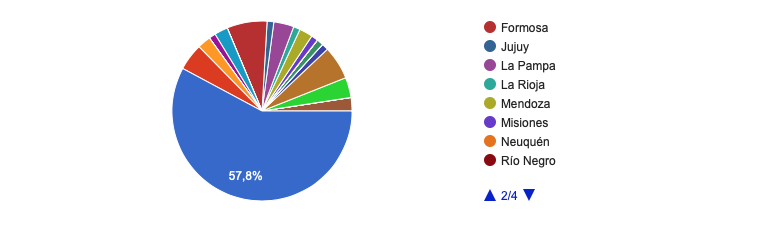 Formosa
Jujuy
La Pampa
La Rioja
Mendoza
Misiones
Neuquén
Río Negro
57,8%
2/4